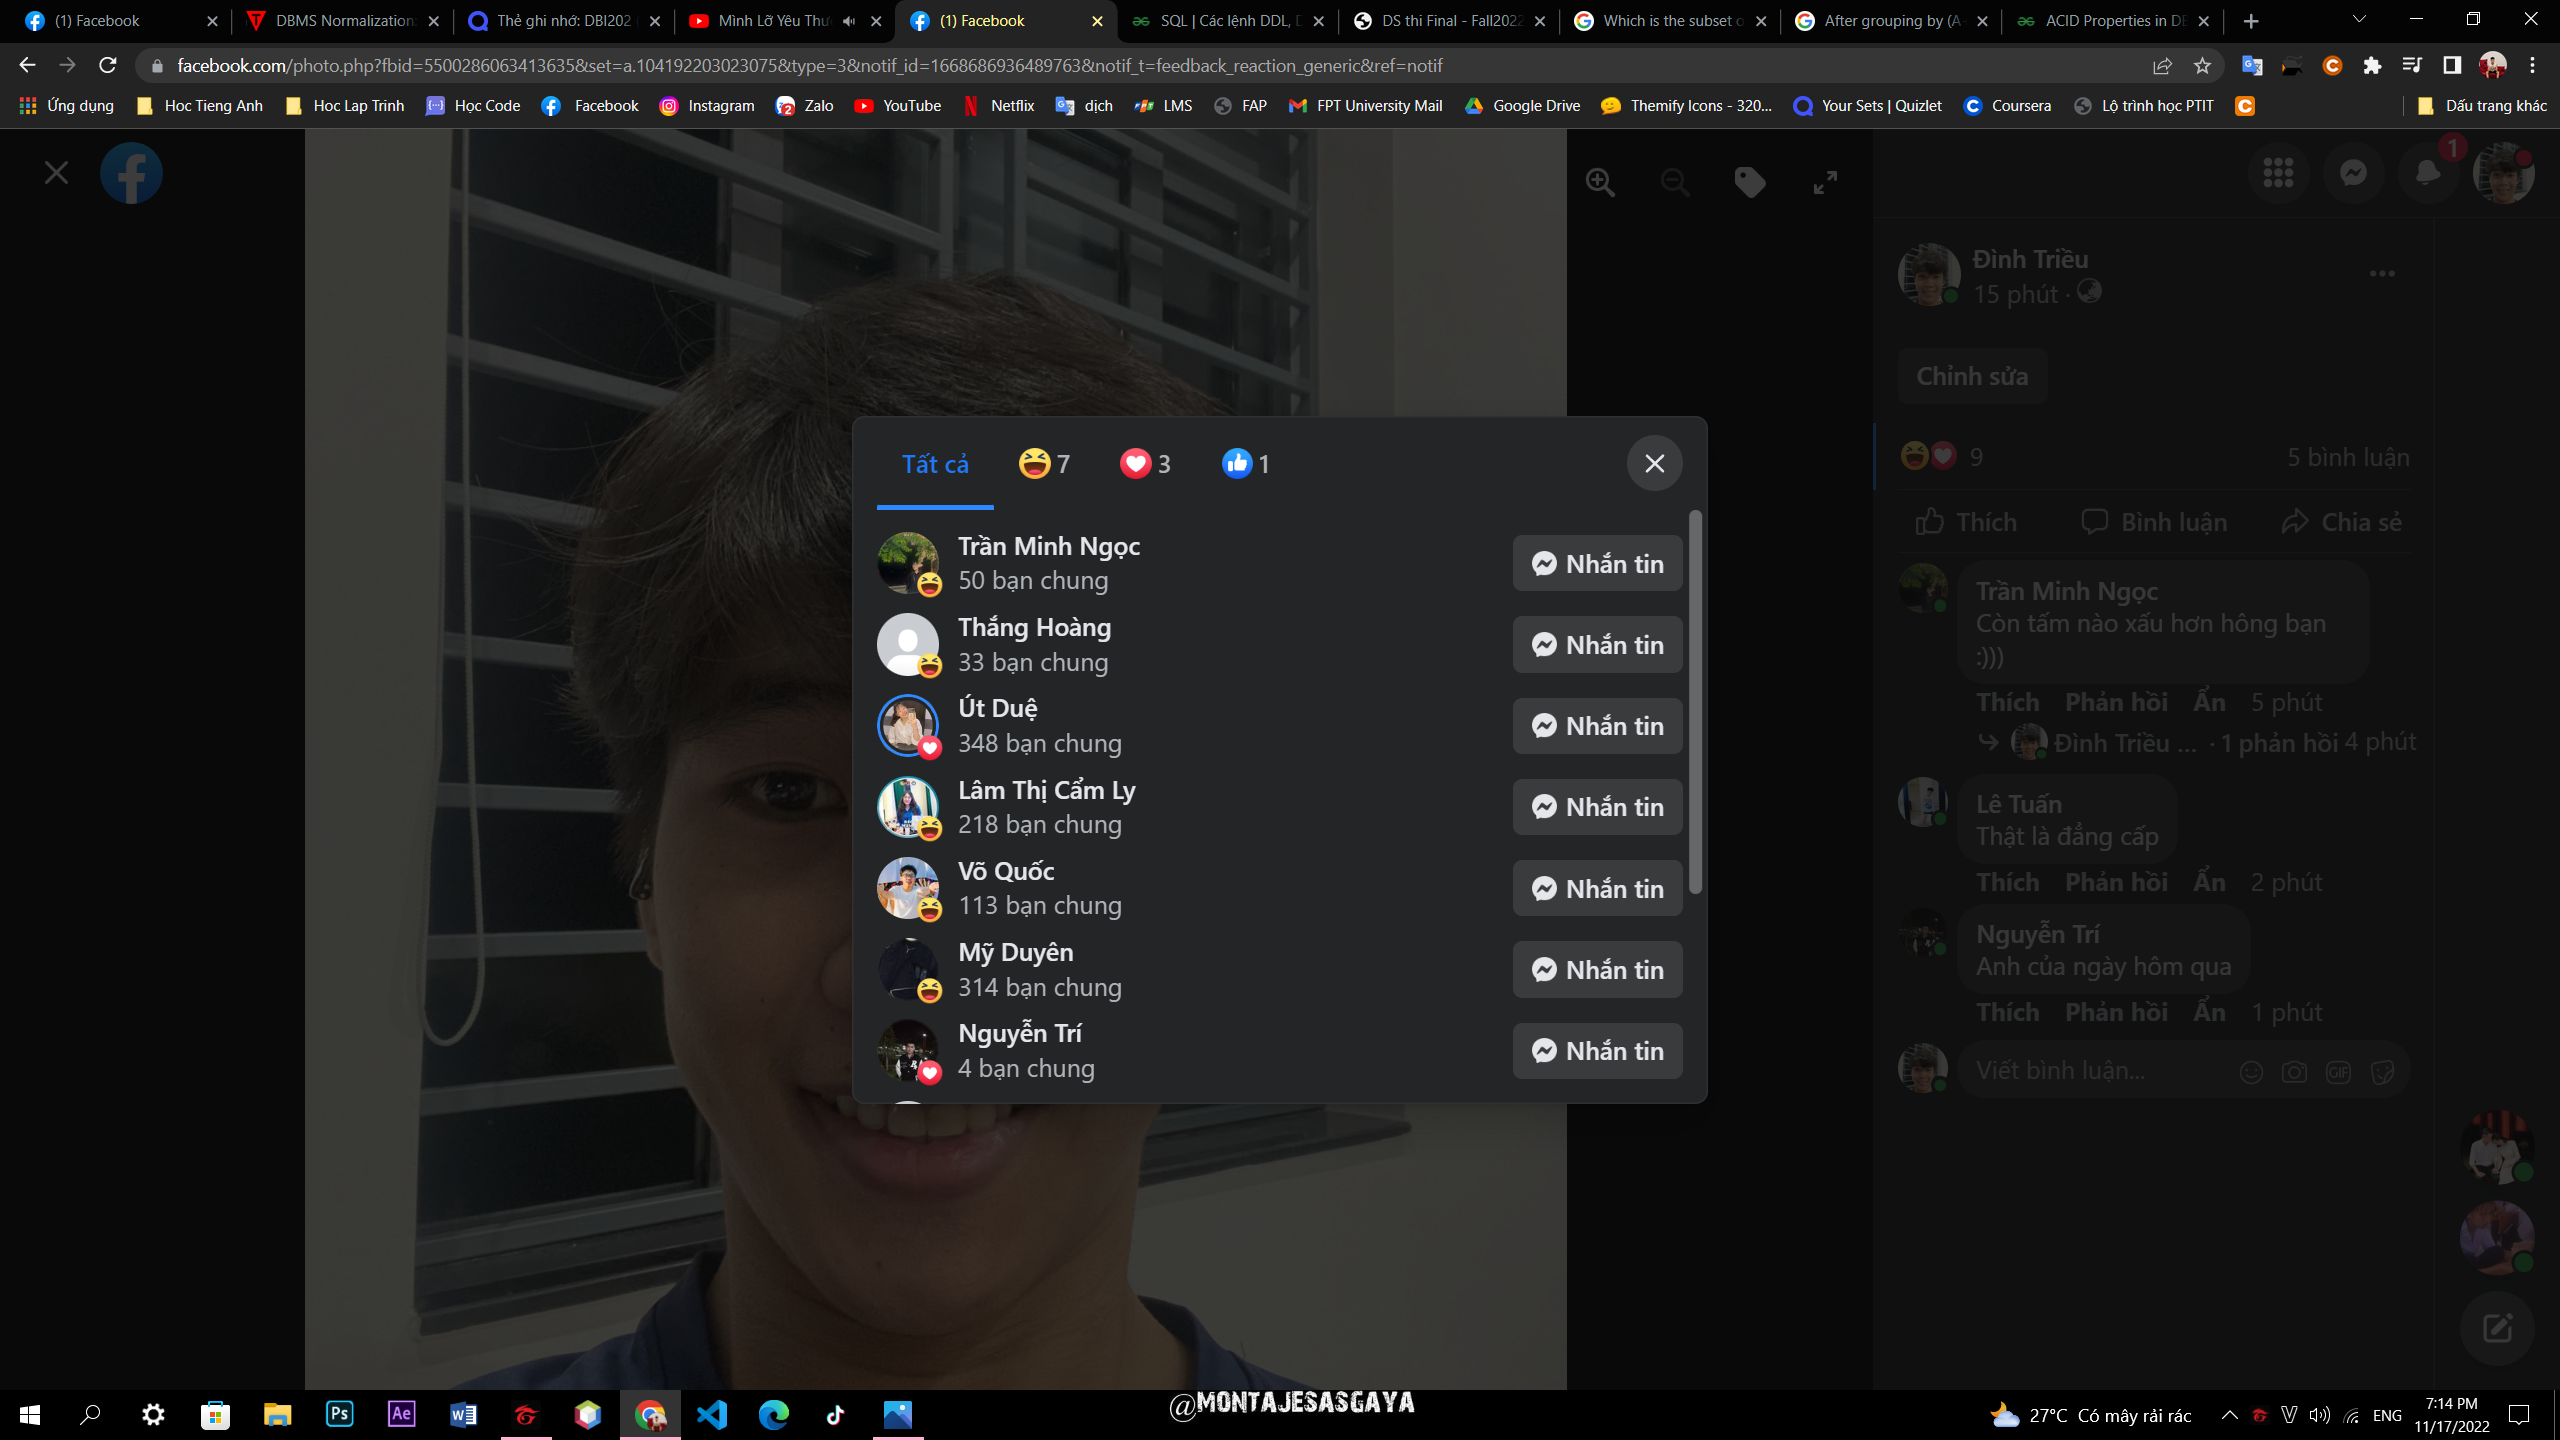 (1) Facebook
DBMS Normalization:
Thẻ ghi nhớ: DBI202
Mình Lỡ Yêu Thư
(1) Facebook
SQL | Các lệnh DDL, D
DS thi Final - Fall2022
Which is the subset o
After grouping by (A
ACID Properties in DB
facebook.com/photo.php?fbid=5500286063413635&set=a.104192203023075&type=3&notif_id=1668686936489763&notif_t=feedback_reaction_generic&ref=notif
Ứng dụng
Hoc Tieng Anh
Hoc Lap Trinh
Học Code
Facebook
Instagram
Zalo
YouTube
Netflix
dịch
LMS
FAP
FPT University Mail
Google Drive
Themify Icons - 320...
Your Sets | Quizlet
Coursera
Lộ trình học PTIT
Dấu trang khác
1
Tất cả
7
3
1
Trần Minh Ngọc
50 bạn chung
Nhắn tin
Thắng Hoàng
33 bạn chung
Nhắn tin
Út Duệ
348 bạn chung
Nhắn tin
Lâm Thị Cẩm Ly
218 bạn chung
Nhắn tin
Võ Quốc
113 bạn chung
Nhắn tin
Mỹ Duyên
314 bạn chung
Nhắn tin
Nguyễn Trí
4 bạn chung
Nhắn tin
Đình Triều
15 phút ·
Chỉnh sửa
9
5 bình luận
Thích
Bình luận
Chia sẻ
Trần Minh Ngọc
Còn tấm nào xấu hơn hông bạn
:)))
Thích Phản hồi Ẩn 5 phút
Đình Triều ... · 1 phản hồi 4 phút
Lê Tuấn
Thật là đẳng cấp
Thích Phản hồi Ẩn 2 phút
Nguyễn Trí
Anh của ngày hôm qua
Thích Phản hồi Ẩn 1 phút
Viết bình luận...
GIF
Ps
Ae
@MONTAJESASGAYA
27°C Có mây rải rác
ENG
7:14 PM
11/17/2022